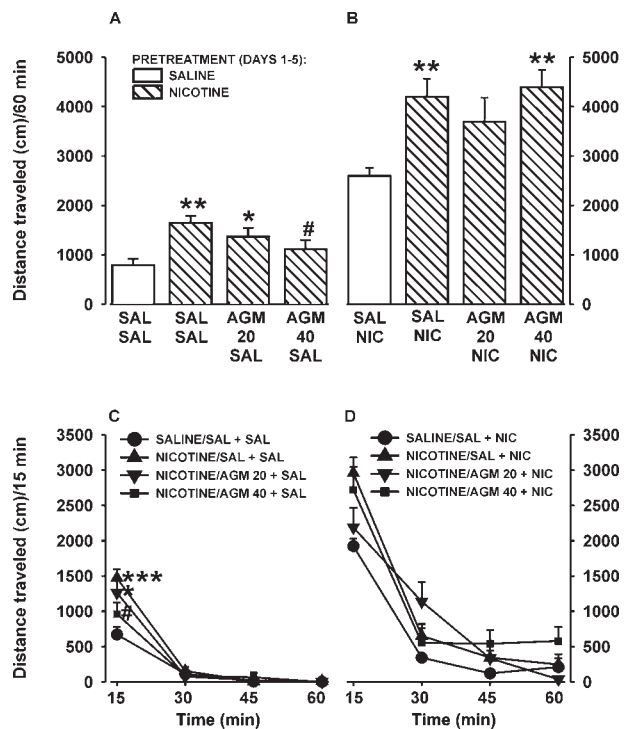 A
B
PRETREATMENT (DAYS 1-5):
SALINE
NICOTINE
Distance traveled (cm)/60 min
5000
4000
3000
2000
1000
0
** * #
SAL SAL AGM AGM
SAL SAL 20 40
SAL SAL
** **
5000
4000
3000
2000
1000
0
SAL SAL AGM AGM
NIC NIC 20 40
NIC NIC
C
SALINE/SAL + SAL
NICOTINE/SAL + SAL
NICOTINE/AGM 20 + SAL
NICOTINE/AGM 40 + SAL
Distance traveled (cm)/15 min
3500
3000
2500
2000
1500
1000
500
0
***
*
#
15 30 45 60
Time (min)
D
SALINE/SAL + NIC
NICOTINE/SAL + NIC
NICOTINE/AGM 20 + NIC
NICOTINE/AGM 40 + NIC
3500
3000
2500
2000
1500
1000
500
0
15 30 45 60
Time (min)